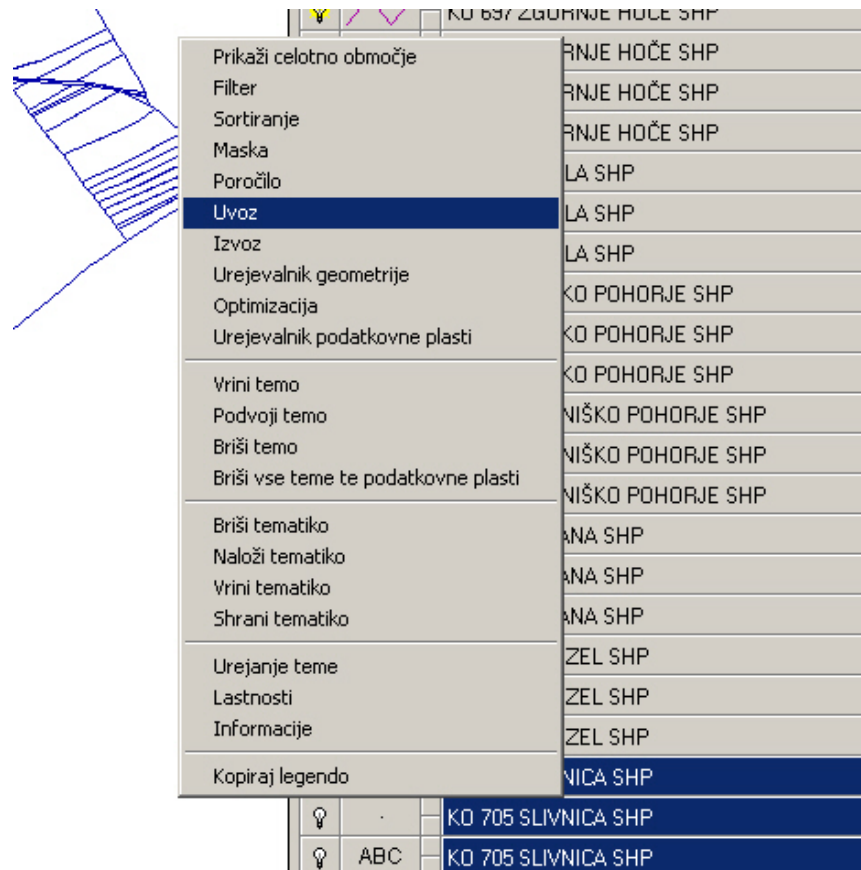 KO 697 ZGORNJE HOČE SHP
Prikaži celotno območje
Filter
Sortiranje
Maska
Poročilo
Uvoz
Izvoz
Urejevalnik geometrije
Optimizacija
Urejevalnik podatkovne plasti
Vrini temo
Podvoji temo
Briši temo
Briši vse teme te podatkovne plasti
Briši tematiko
Naloži tematiko
Vrini tematiko
Shrani tematiko
Urejanje teme
Lastnosti
Informacije
Kopiraj legendo
RNJE HOČE SHP
RNJE HOČE SHP
RNJE HOČE SHP
LA SHP
LA SHP
LA SHP
KO POHORJE SHP
KO POHORJE SHP
KO POHORJE SHP
NIŠKO POHORJE SHP
NIŠKO POHORJE SHP
NIŠKO POHORJE SHP
ANA SHP
ANA SHP
ANA SHP
ZEL SHP
ZEL SHP
ZEL SHP
NICA SHP
KO 705 SLIVNICA SHP
ABC KO 705 SLIVNICA SHP